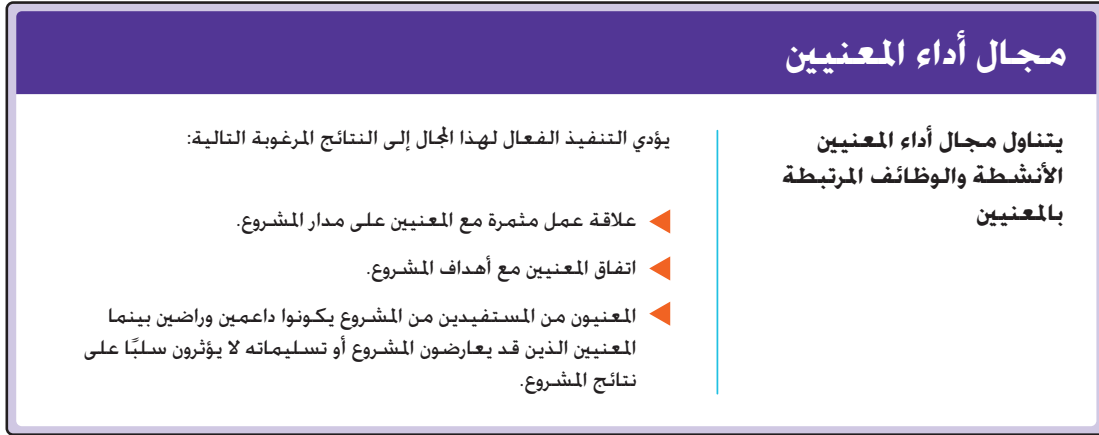 مجال أداء المعنيين
يتناول مجال أداء المعنيين
الأنشطة والوظائف المرتبطة
بالمعنيين
يؤدي التنفيذ الفعال لهذا المجال إلى النتائج المرغوبة التالية:
علاقة عمل مثمرة مع المعنيين على مدار المشروع.
اتفاق المعنيين مع أهداف المشروع.
المعنيون من المستفيدين من المشروع يكونوا داعمين وراضين بينما
المعنيين الذين قد يعارضون المشروع أو تسليماته لا يؤثرون سلبًا على
نتائج المشروع.